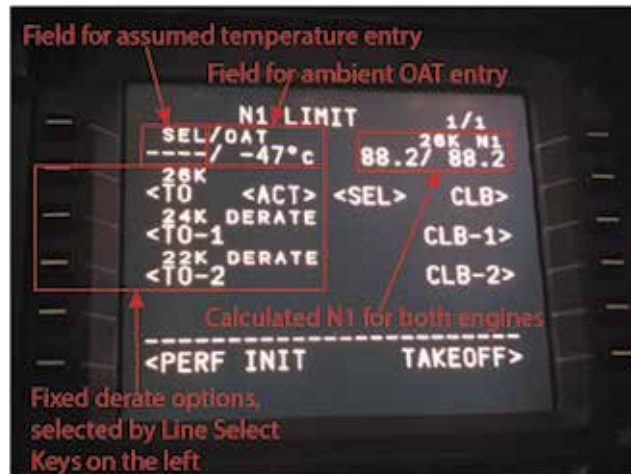 Field for assumed temperature entry
Field for ambient OAT entry
N1 LIMIT 1/1
SEL/OAT 26K N1
----/ -47°c 88.2/ 88.2
26K
<TO <ACT> <SEL> CLB>
24K DERATE
<TO-1 CLB-1>
22K DERATE
<TO-2 CLB-2>
Calculated N1 for both engines
------------------------
<PERF INIT TAKEOFF>
Fixed derate options,
selected by Line Select
Keys on the left